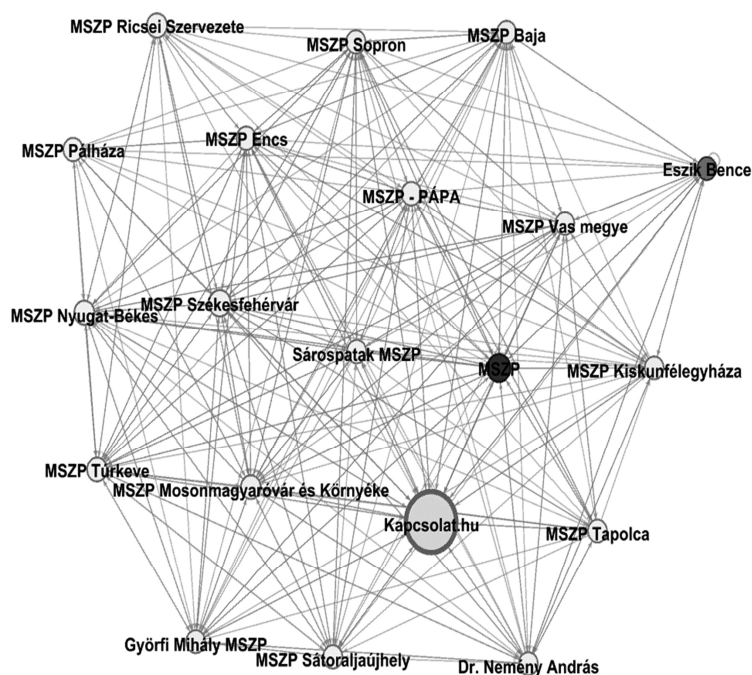 MSZP Ricsei Szervezete
MSZP Sopron
MSZP Baja
MSZP Pálháza
MSZP Encs
Eszik Bence
MSZP - PÁPA
MSZP Vas megye
MSZP Nyugat-Békés
MSZP Székesfehérvár
Sárospatak MSZP
MSZP
MSZP Kiskunfélegyháza
MSZP Túrkeve
MSZP Mosonmagyaróvár és Környéke
Kapcsolat.hu
MSZP Tapolca
Györfi Mihály MSZP
MSZP Sátoraljaújhely
Dr. Nemény András